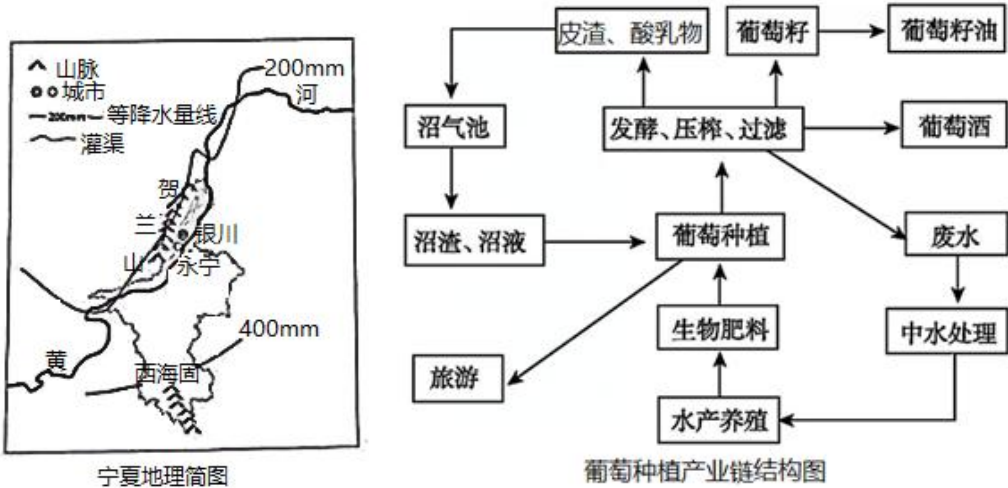 山脉
城市
200mm 等降水量线
灌渠
200mm
河
贺
兰
山
银川
永宁
400mm
黄
西海固
宁夏地理简图
皮渣、酸乳物
葡萄籽
葡萄籽油
沼气池
发酵、压榨、过滤
葡萄酒
沼渣、沼液
葡萄种植
废水
生物肥料
中水处理
旅游
水产养殖
葡萄种植产业链结构图